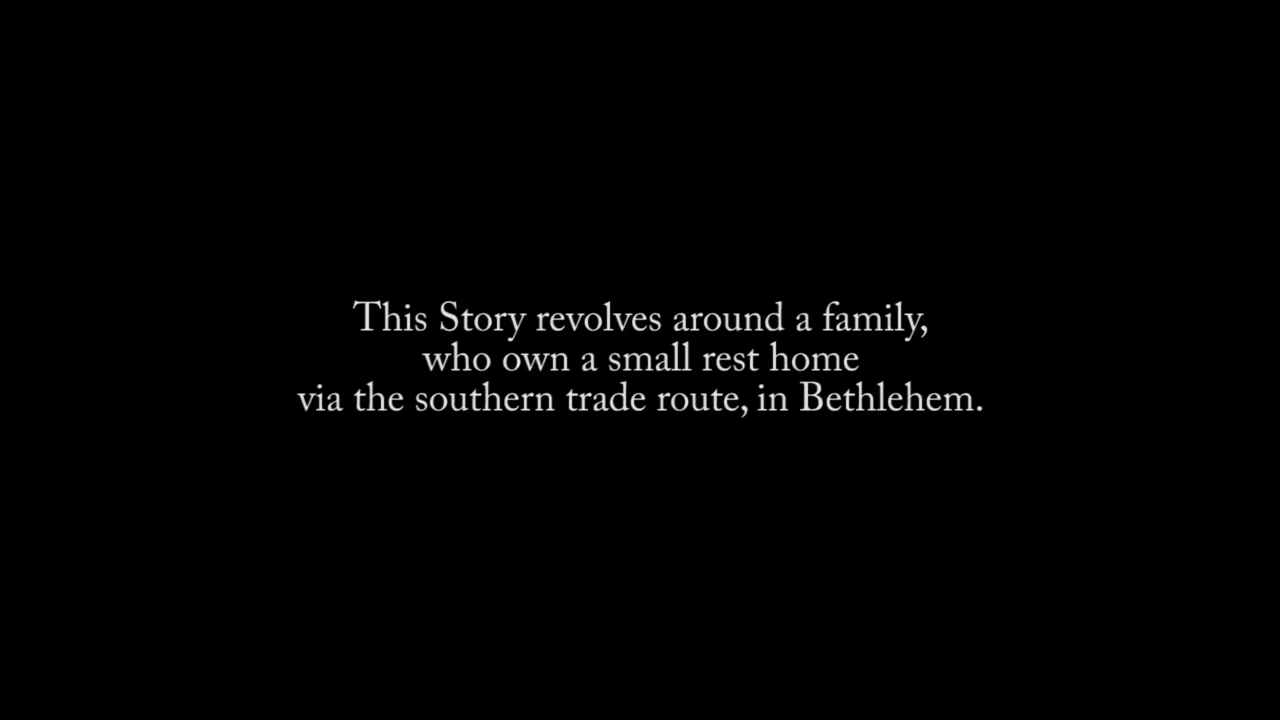 This Story revolves around a family,
who own a small rest home
via the southern trade route, in Bethlehem.